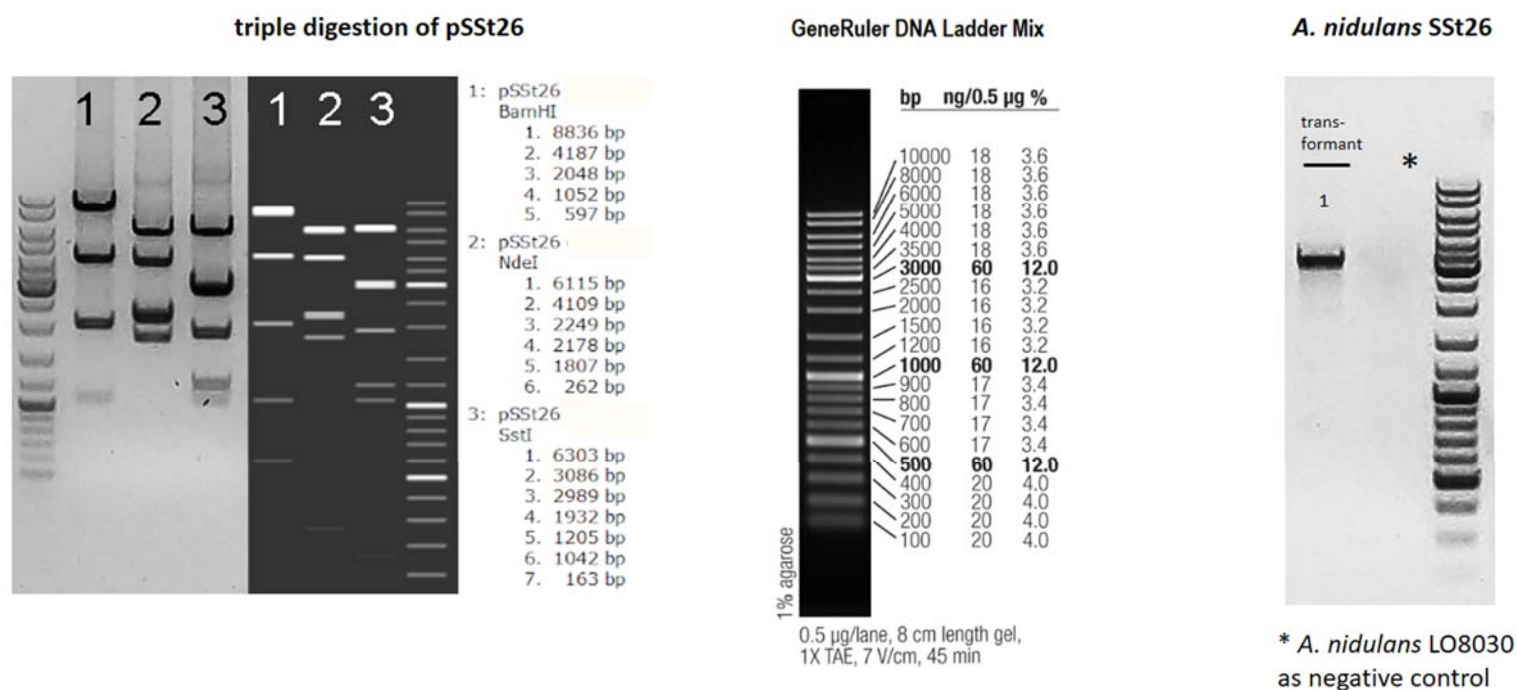 triple digestion of pSSt26
1 2 3
1 2 3
1: pSSt26
BamHI
1. 8836 bp
2. 4187 bp
3. 2048 bp
4. 1052 bp
5. 597 bp
2: pSSt26
NdeI
1. 6115 bp
2. 4109 bp
3. 2249 bp
4. 2178 bp
5. 1807 bp
6. 262 bp
3: pSSt26
SstI
1. 6303 bp
2. 3086 bp
3. 2989 bp
4. 1932 bp
5. 1205 bp
6. 1042 bp
7. 163 bp
GeneRuler DNA Ladder Mix
bp ng/0.5 µg %
10000 18 3.6
8000 18 3.6
6000 18 3.6
5000 18 3.6
4000 18 3.6
3500 18 3.6
3000 60 12.0
2500 16 3.2
2000 16 3.2
1500 16 3.2
1200 16 3.2
1000 60 12.0
900 17 3.4
800 17 3.4
700 17 3.4
600 17 3.4
500 60 12.0
400 20 4.0
300 20 4.0
200 20 4.0
100 20 4.0
1% agarose
0.5 µg/lane, 8 cm length gel,
1X TAE, 7 V/cm, 45 min
A. nidulans SSt26
trans-
formant
*
1
* A. nidulans LO8030
as negative control